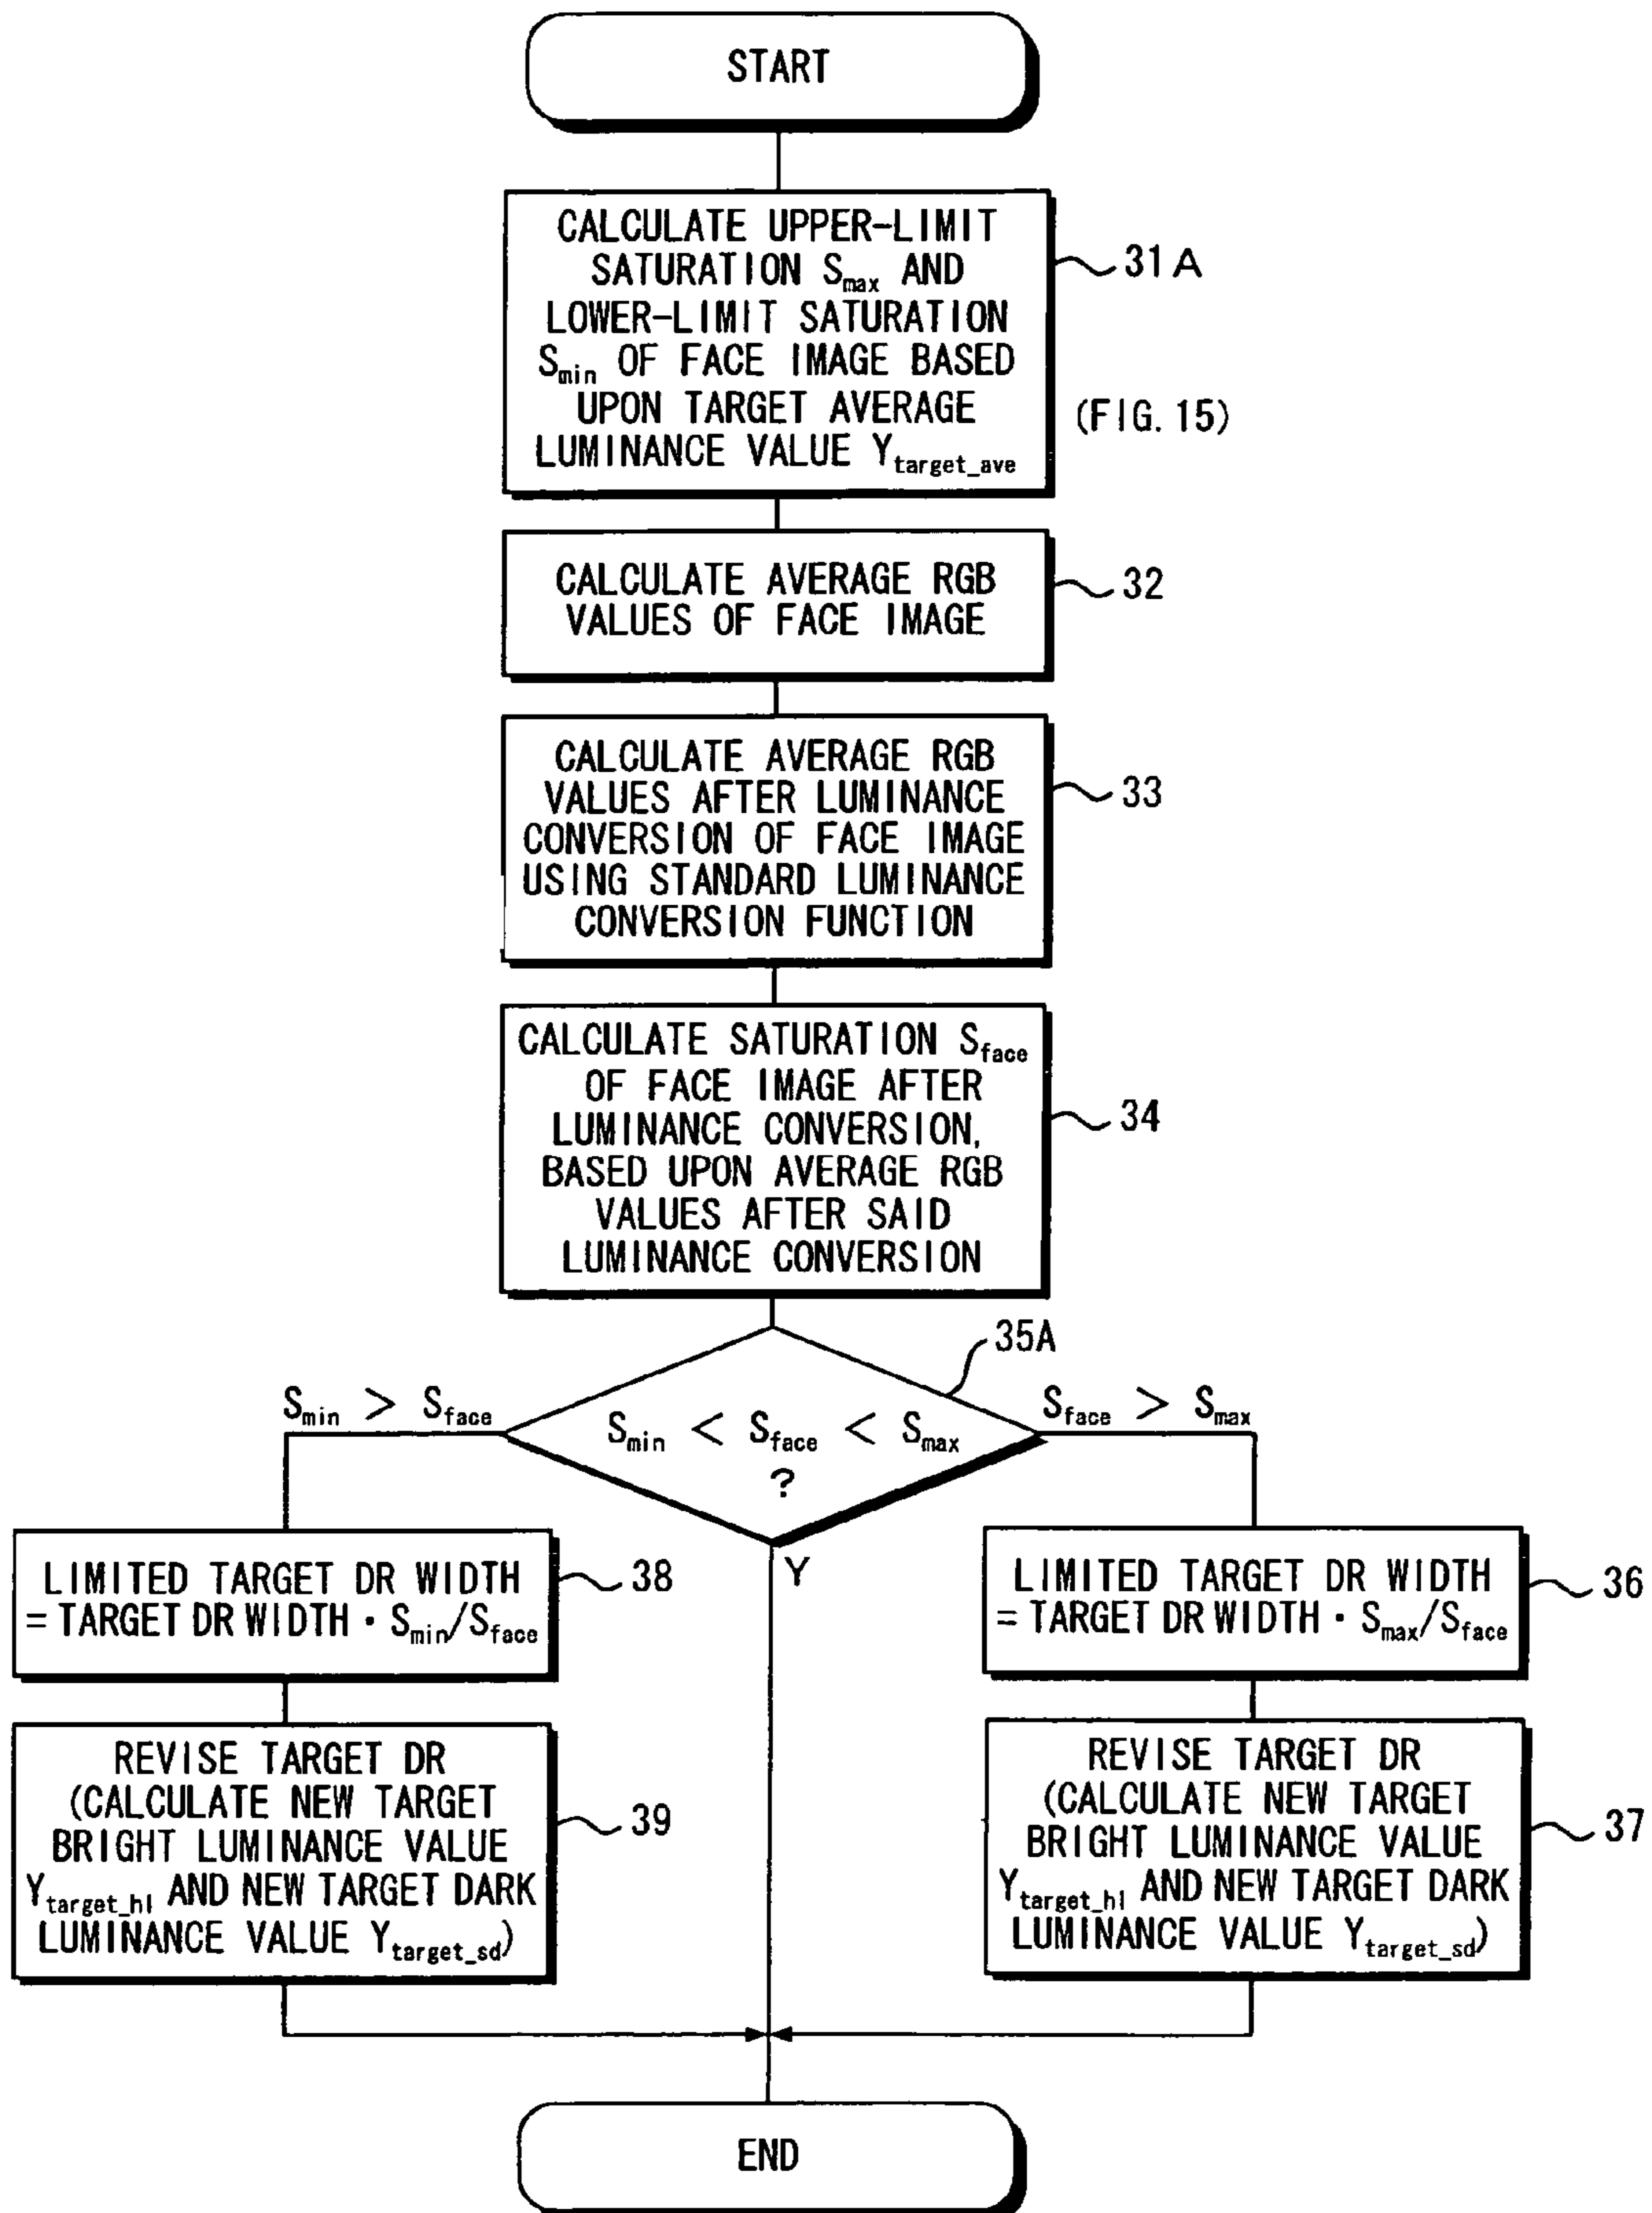 START
CALCULATE UPPER-LIMIT
SATURATION Smax AND
LOWER-LIMIT SATURATION
Smin OF FACE IMAGE BASED
UPON TARGET AVERAGE
LUMINANCE VALUE Ytarget_ave
31A
(FIG. 15)
CALCULATE AVERAGE RGB
VALUES OF FACE IMAGE
32
CALCULATE AVERAGE RGB
VALUES AFTER LUMINANCE
CONVERSION OF FACE IMAGE
USING STANDARD LUMINANCE
CONVERSION FUNCTION
33
CALCULATE SATURATION Sface
OF FACE IMAGE AFTER
LUMINANCE CONVERSION,
BASED UPON AVERAGE RGB
VALUES AFTER SAID
LUMINANCE CONVERSION
34
35A
Smin > Sface
Smin < Sface < Smax
?
Sface > Smax
Y
LIMITED TARGET DR WIDTH
= TARGET DR WIDTH · Smin/Sface
38
LIMITED TARGET DR WIDTH
= TARGET DR WIDTH · Smax/Sface
36
REVISE TARGET DR
(CALCULATE NEW TARGET
BRIGHT LUMINANCE VALUE
Ytarget_hl AND NEW TARGET DARK
LUMINANCE VALUE Ytarget_sd)
39
REVISE TARGET DR
(CALCULATE NEW TARGET
BRIGHT LUMINANCE VALUE
Ytarget_hl AND NEW TARGET DARK
LUMINANCE VALUE Ytarget_sd)
37
END